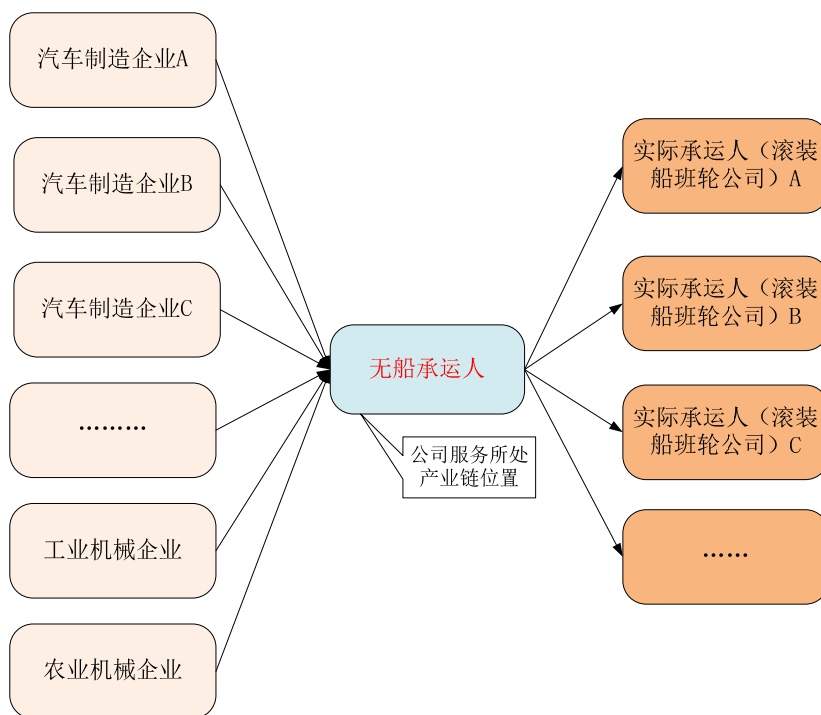 汽车制造企业A
汽车制造企业B
汽车制造企业C
………
工业机械企业
农业机械企业
无船承运人
公司服务所处
产业链位置
实际承运人（滚装
船班轮公司）A
实际承运人（滚装
船班轮公司）B
实际承运人（滚装
船班轮公司）C
……